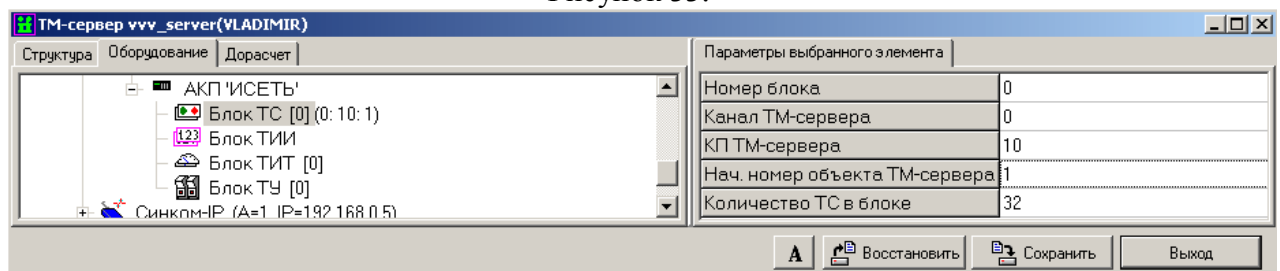 ТМ-сервер vvv_server(VLADIMIR)
Структура Оборудование Дорасчет
Параметры выбранного элемента
АКП 'ИСЕТЬ'
Блок ТС [0] (0: 10: 1)
Блок ТИИ
Блок ТИТ [0]
Блок ТУ [0]
Синком-IP (A=1, IP=192.168.0.5)
Номер блока 0
Канал ТМ-сервера 0
КП ТМ-сервера 10
Нач. номер объекта ТМ-сервера 1
Количество ТС в блоке 32
А Восстановить Сохранить Выход